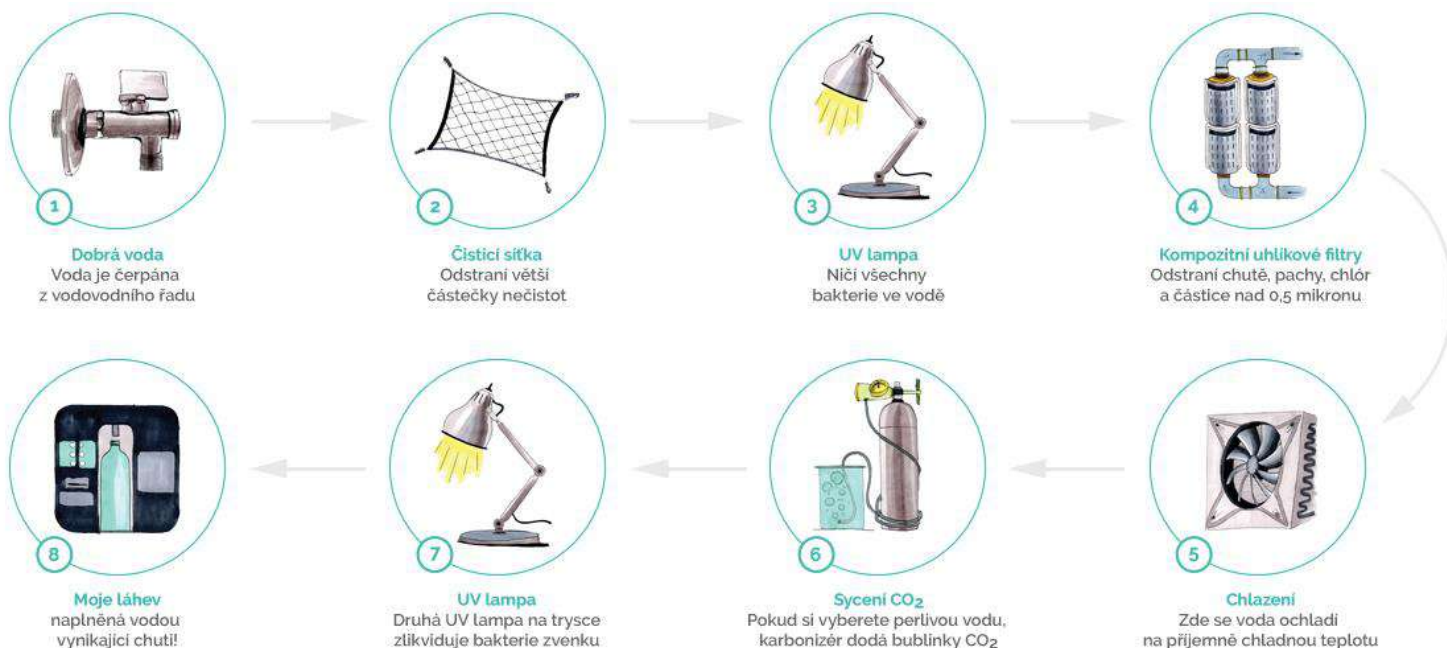 1
Dobrá voda
Voda je čerpána
z vodovodního řadu
2
Čisticí síťka
Odstraní větší
částečky nečistot
3
UV lampa
Ničí všechny
bakterie ve vodě
4
Kompozitní uhlíkové filtry
Odstraní chutě, pachy, chlór
a částice nad 0,5 mikronu
5
Chlazení
Zde se voda ochladí
na příjemně chladnou teplotu
6
Sycení CO₂
Pokud si vyberete perlivou vodu,
karbonizér dodá bublinky CO₂
7
UV lampa
Druhá UV lampa na trysce
zlikviduje bakterie zvenku
8
Moje láhev
naplněná vodou
vynikající chuti!